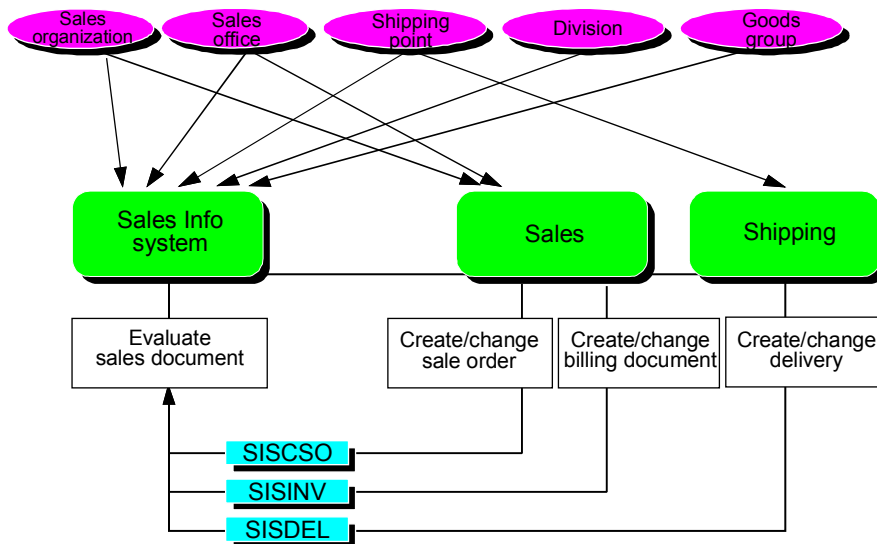 Sales
organization
Sales
office
Shipping
point
Division
Goods
group
Sales Info
system
Sales
Shipping
Evaluate
sales document
Create/change
sale order
Create/change
billing document
Create/change
delivery
SISCSO
SISINV
SISDEL